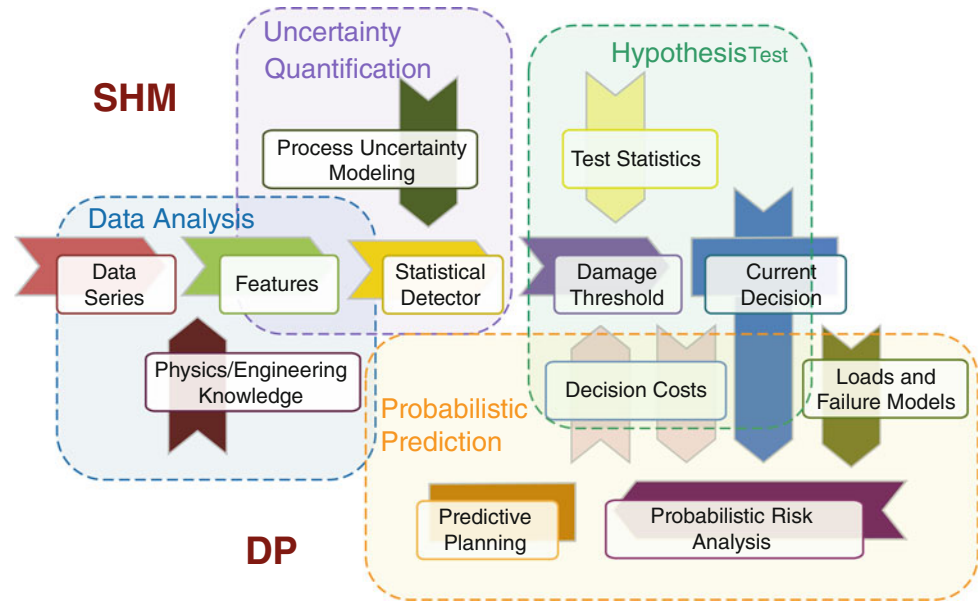 Uncertainty
Quantification
HypothesisTest
SHM
Process Uncertainty
Modeling
Test Statistics
Data Analysis
Data
Series
Features
Statistical
Detector
Damage
Threshold
Current
Decision
Physics/Engineering
Knowledge
Decision Costs
Loads and
Failure Models
Probabilistic
Prediction
Predictive
Planning
Probabilistic Risk
Analysis
DP